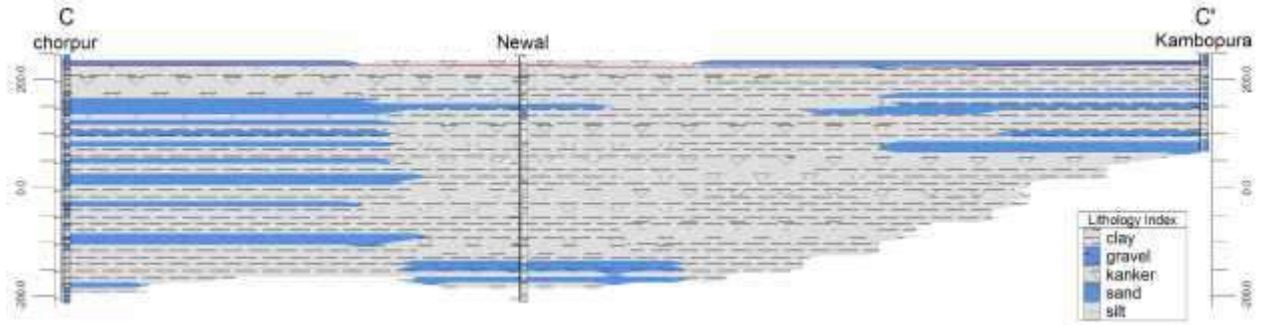 C
C'
chorpur
Newal
Kambopura
200.0
200.0
0.0
0.0
-200.0
-200.0
Lithology Index
clay
gravel
kanker
sand
silt